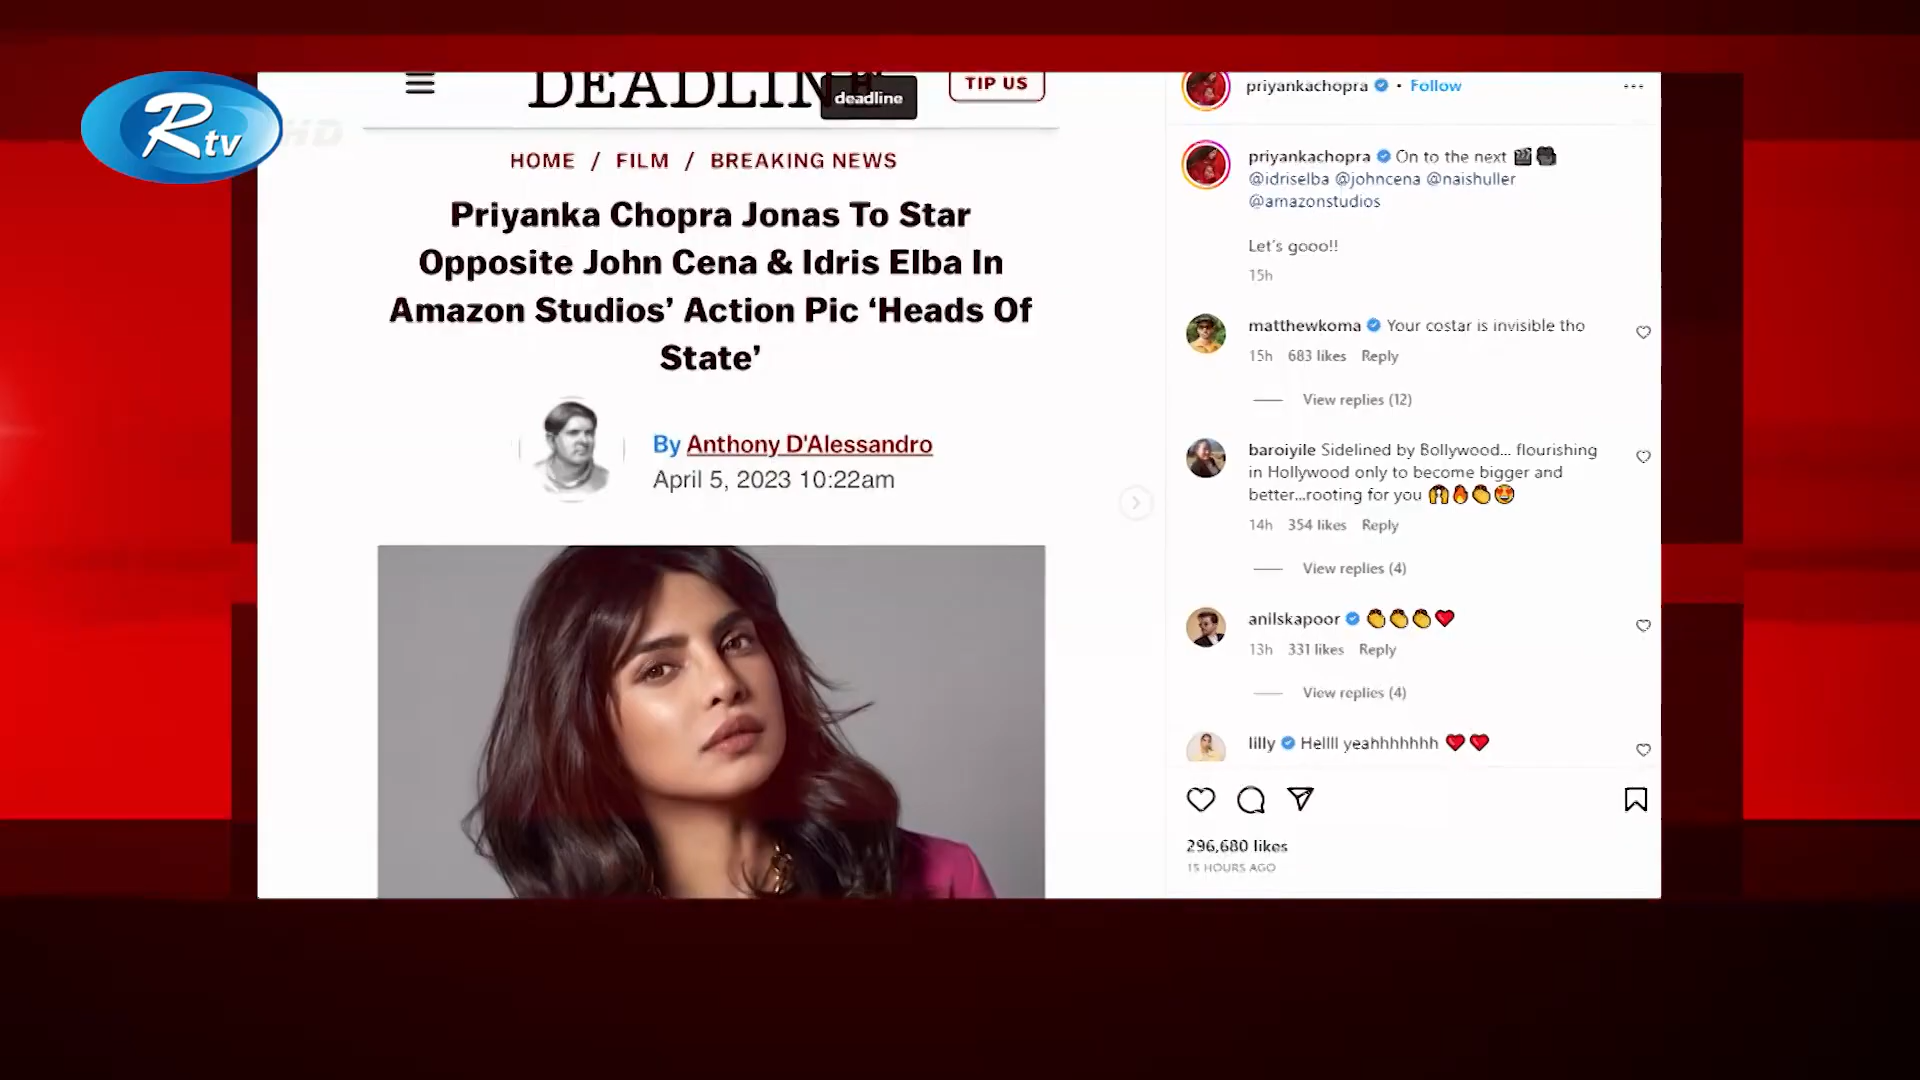 Rtv
HD
DEADLIN
deadline
TIP US
HOME / FILM / BREAKING NEWS
Priyanka Chopra Jonas To Star
Opposite John Cena & Idris Elba In
Amazon Studios’ Action Pic ‘Heads Of
State’
By Anthony D'Alessandro
April 5, 2023 10:22am
priyankachopra • Follow
priyankachopra On to the next 🎬🎥
@idriselba @johncena @naishuller
@amazonstudios
Let’s gooo!!
15h
matthewkoma Your costar is invisible tho
15h 683 likes Reply
View replies (12)
baroiyile Sidelined by Bollywood... flourishing
in Hollywood only to become bigger and
better...rooting for you 🙌🔥👏😍
14h 354 likes Reply
View replies (4)
anilskapoor 👏👏👏❤️
13h 331 likes Reply
View replies (4)
lilly Hellll yeahhhhhhh ❤️❤️
296,680 likes
15 HOURS AGO